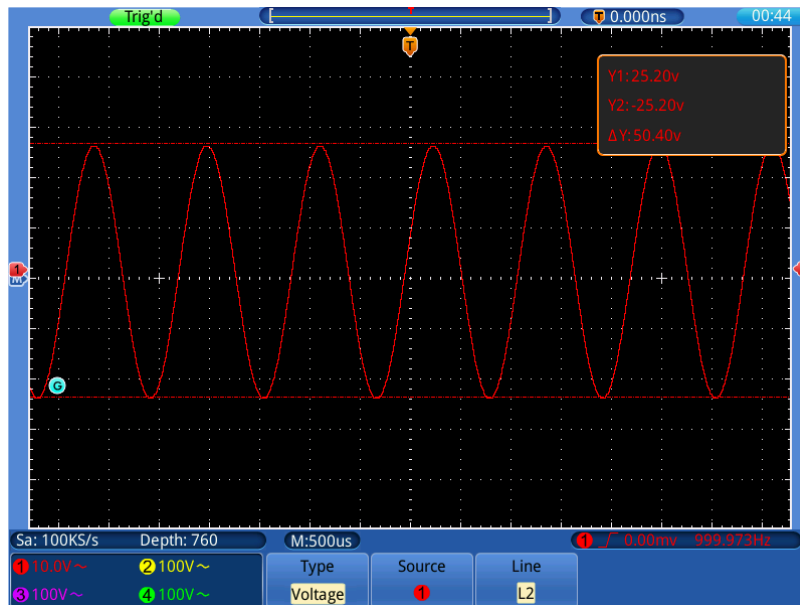 Trig'd T 0.000ns 00:44
T
Y1:25.20v
Y2:-25.20v
ΔY:50.40v
1
M
G
Sa: 100KS/s Depth: 760 M:500us 1 0.00mv 999.973Hz
1 10.0V~ 2 100V~ Type Source Line
3 100V~ 4 100V~ Voltage 1 L2